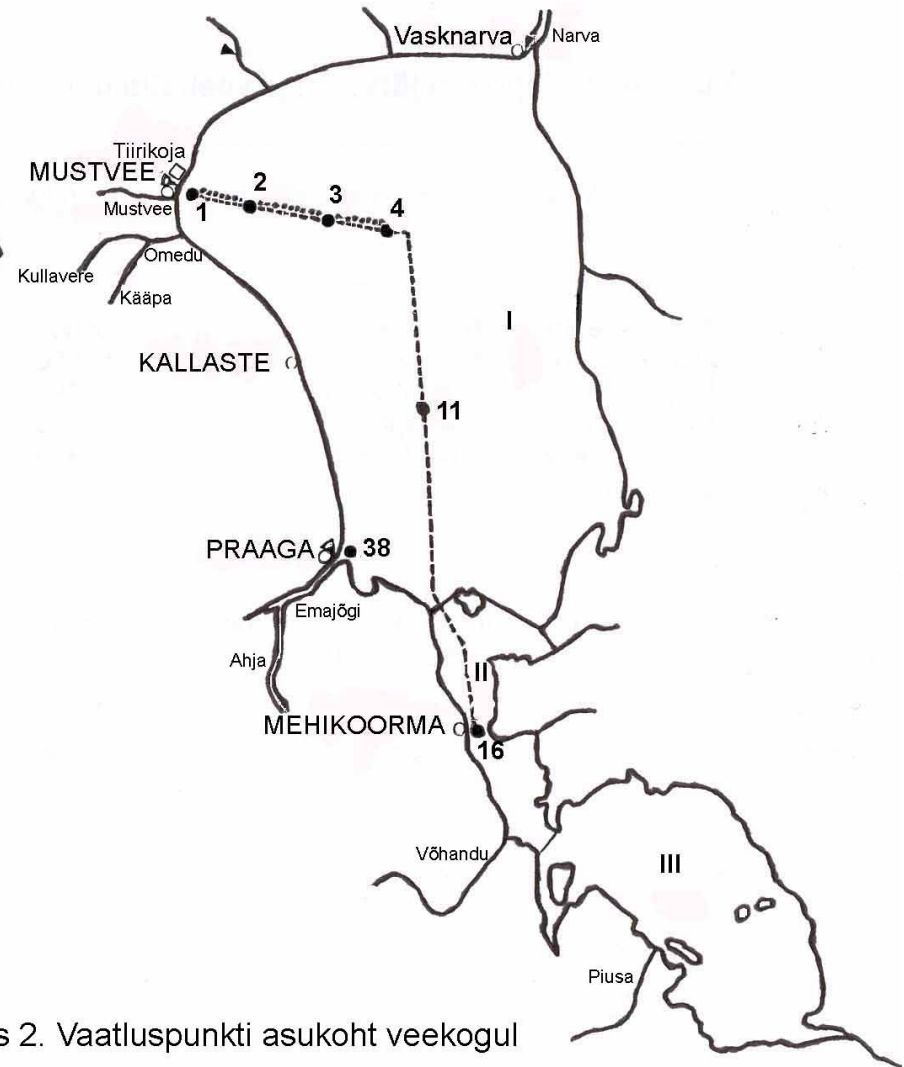 Vasknarva Narva
Tiirikoja
MUSTVEE
Mustvee
1
2
3
4
Omedu
Kullavere
Kääpa
I
KALLASTE
11
PRAAGA
38
Emajõgi
Ahja
II
MEHIKOORMA
16
Võhandu
III
Piusa
2. Vaatluspunkti asukoht veekogul